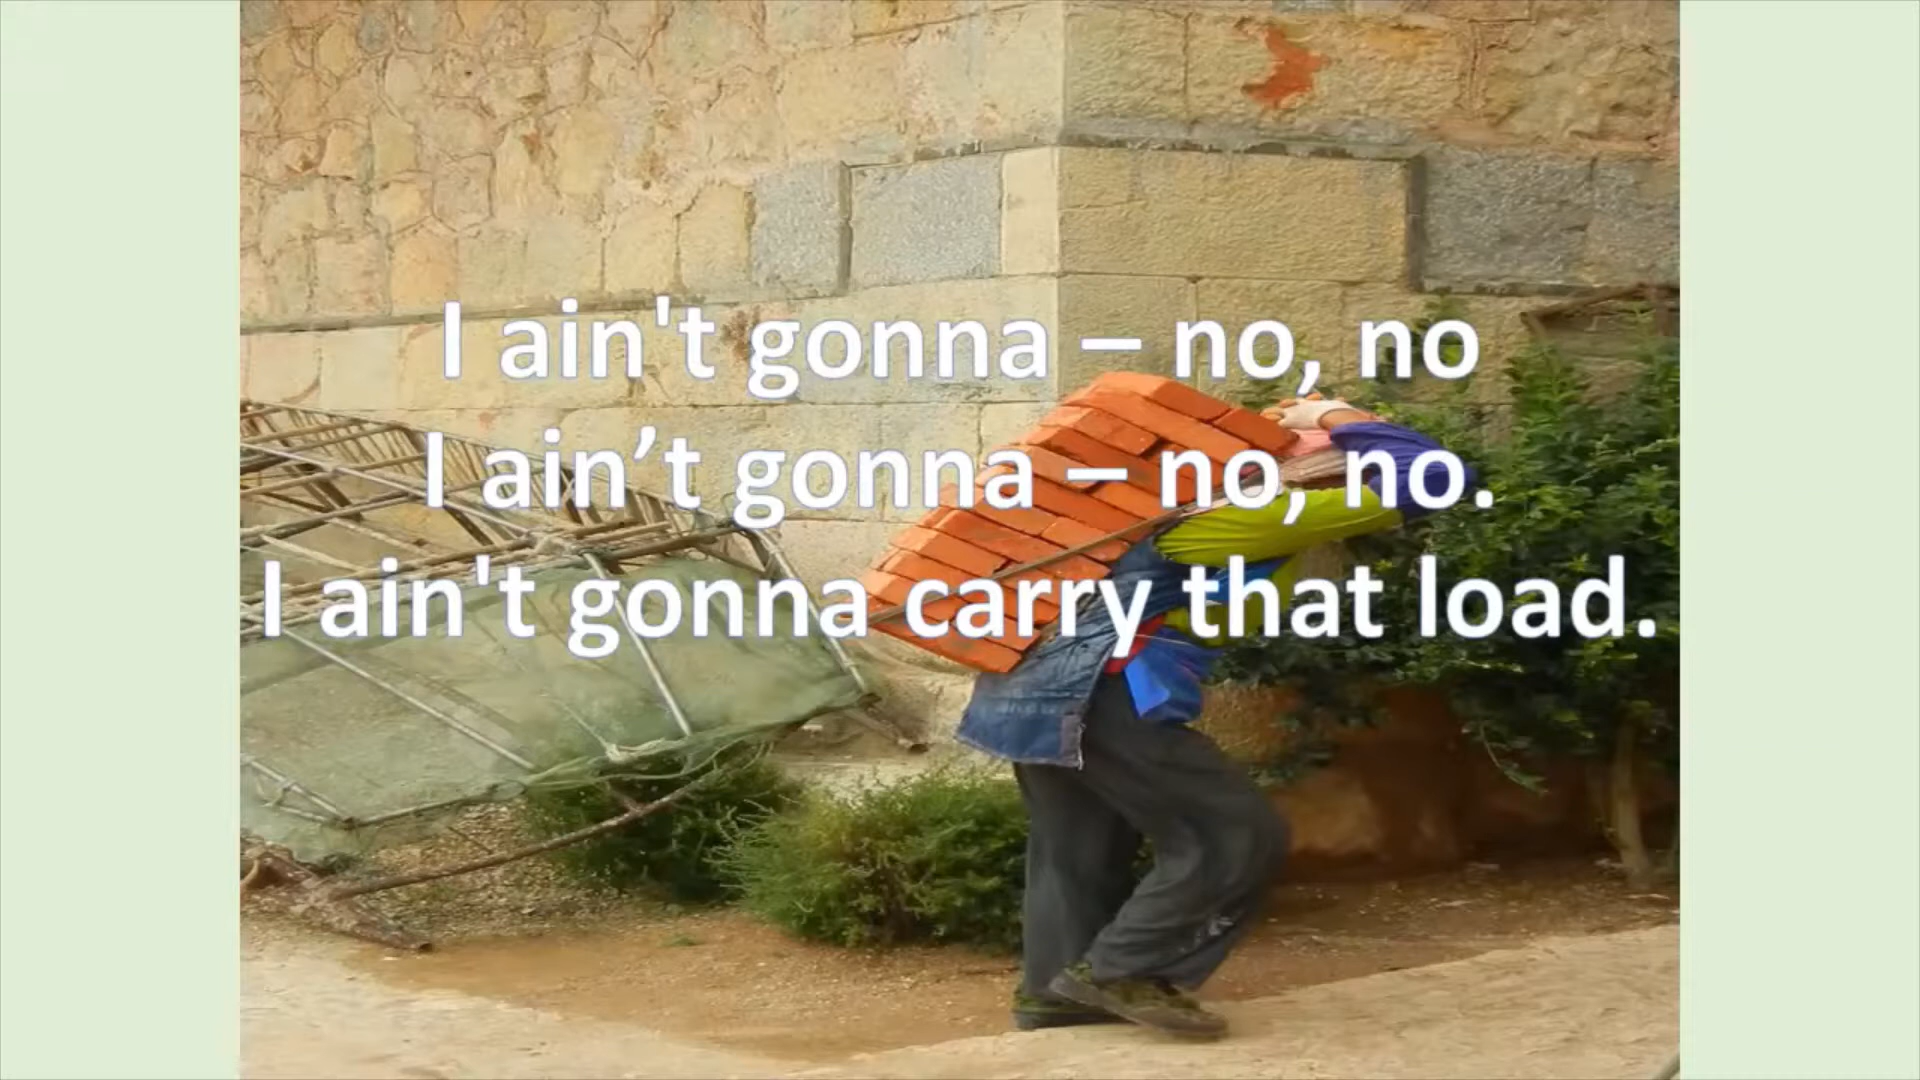 I ain't gonna – no, no
I ain’t gonna – no, no.
I ain't gonna carry that load.